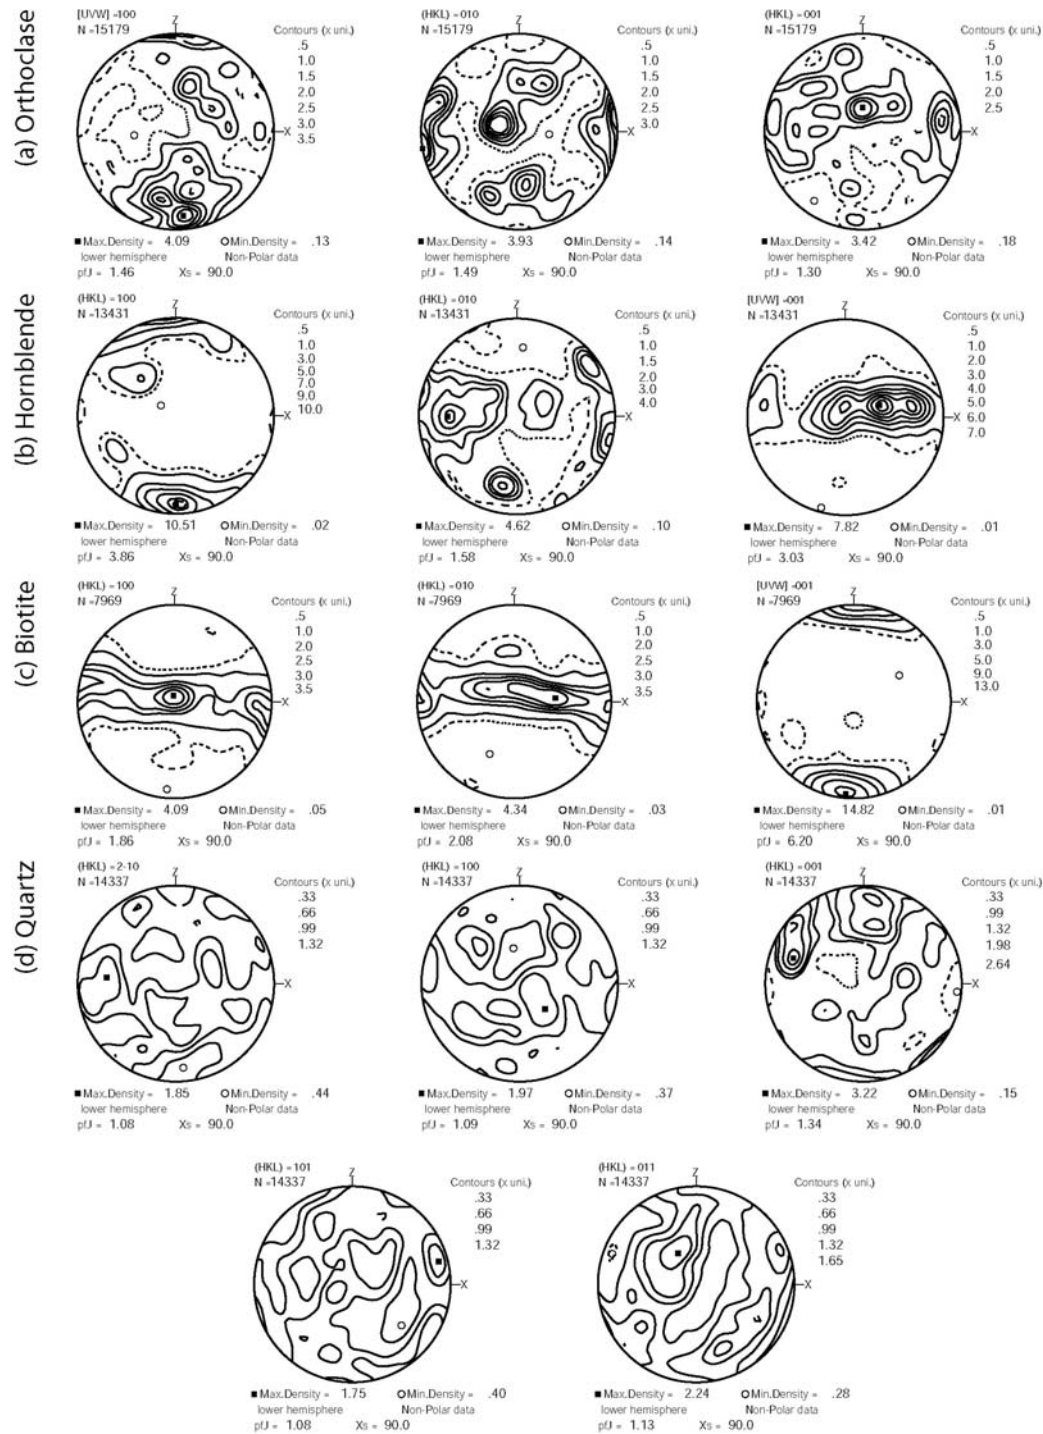 (a) Orthoclase
[UVW] =100
N =15179
Z
X
Contours (x uni.)
.5
1.0
1.5
2.0
2.5
3.0
3.5
Max.Density = 4.09 Min.Density = .13
lower hemisphere Non-Polar data
pfJ = 1.46 Xs = 90.0
(HKL) =010
N =15179
Z
X
Contours (x uni.)
.5
1.0
1.5
2.0
2.5
3.0
Max.Density = 3.93 Min.Density = .14
lower hemisphere Non-Polar data
pfJ = 1.49 Xs = 90.0
(HKL) =001
N =15179
Z
X
Contours (x uni.)
.5
1.0
1.5
2.0
2.5
Max.Density = 3.42 Min.Density = .18
lower hemisphere Non-Polar data
pfJ = 1.30 Xs = 90.0
(b) Hornblende
(HKL) =100
N =13431
Z
X
Contours (x uni.)
.5
1.0
3.0
5.0
7.0
9.0
10.0
Max.Density = 10.51 Min.Density = .02
lower hemisphere Non-Polar data
pfJ = 3.86 Xs = 90.0
(HKL) =010
N =13431
Z
X
Contours (x uni.)
.5
1.0
1.5
2.0
3.0
4.0
Max.Density = 4.62 Min.Density = .10
lower hemisphere Non-Polar data
pfJ = 1.58 Xs = 90.0
[UVW] =001
N =13431
Z
X
Contours (x uni.)
.5
1.0
2.0
3.0
4.0
5.0
6.0
7.0
Max.Density = 7.82 Min.Density = .01
lower hemisphere Non-Polar data
pfJ = 3.03 Xs = 90.0
(c) Biotite
(HKL) =100
N =7969
Z
X
Contours (x uni.)
.5
1.0
2.0
2.5
3.0
3.5
Max.Density = 4.09 Min.Density = .05
lower hemisphere Non-Polar data
pfJ = 1.86 Xs = 90.0
(HKL) =010
N =7969
Z
X
Contours (x uni.)
.5
1.0
2.0
2.5
3.0
3.5
Max.Density = 4.34 Min.Density = .03
lower hemisphere Non-Polar data
pfJ = 2.08 Xs = 90.0
[UVW] =001
N =7969
Z
X
Contours (x uni.)
.5
1.0
3.0
5.0
9.0
13.0
Max.Density = 14.82 Min.Density = .01
lower hemisphere Non-Polar data
pfJ = 6.20 Xs = 90.0
(d) Quartz
(HKL) =2-10
N =14337
Z
X
Contours (x uni.)
.33
.66
.99
1.32
Max.Density = 1.85 Min.Density = .44
lower hemisphere Non-Polar data
pfJ = 1.08 Xs = 90.0
(HKL) =100
N =14337
Z
X
Contours (x uni.)
.33
.66
.99
1.32
Max.Density = 1.97 Min.Density = .37
lower hemisphere Non-Polar data
pfJ = 1.09 Xs = 90.0
(HKL) =001
N =14337
Z
X
Contours (x uni.)
.33
.99
1.32
1.98
2.64
Max.Density = 3.22 Min.Density = .15
lower hemisphere Non-Polar data
pfJ = 1.34 Xs = 90.0
(HKL) =101
N =14337
Z
X
Contours (x uni.)
.33
.66
.99
1.32
Max.Density = 1.75 Min.Density = .40
lower hemisphere Non-Polar data
pfJ = 1.08 Xs = 90.0
(HKL) =011
N =14337
Z
X
Contours (x uni.)
.33
.66
.99
1.32
1.65
Max.Density = 2.24 Min.Density = .28
lower hemisphere Non-Polar data
pfJ = 1.13 Xs = 90.0